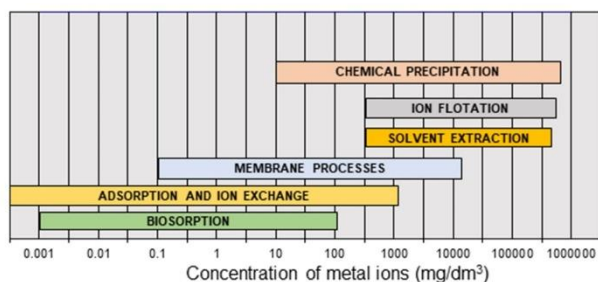 CHEMICAL PRECIPITATION
ION FLOTATION
SOLVENT EXTRACTION
MEMBRANE PROCESSES
ADSORPTION AND ION EXCHANGE
BIOSORPTION
0.001 0.01 0.1 1 10 100 1000 10000 100000 1000000
Concentration of metal ions (mg/dm³)